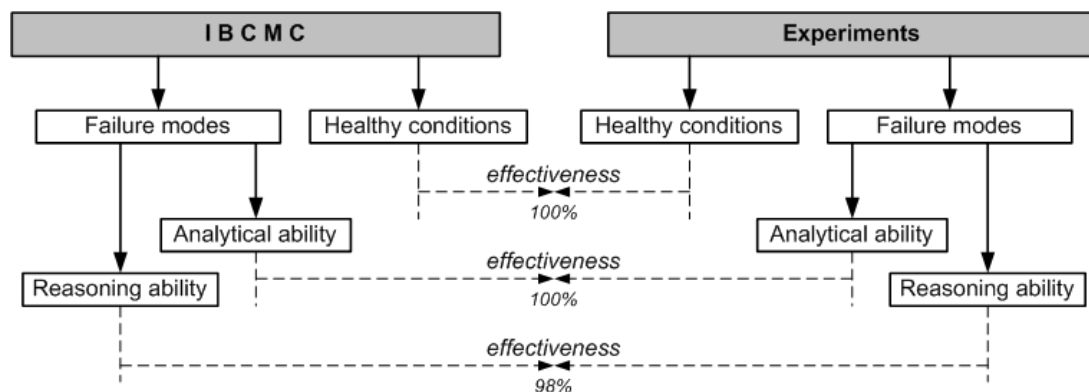 I B C M C
Experiments
Failure modes
Healthy conditions
Healthy conditions
Failure modes
effectiveness
100%
Analytical ability
Analytical ability
effectiveness
100%
Reasoning ability
Reasoning ability
effectiveness
98%